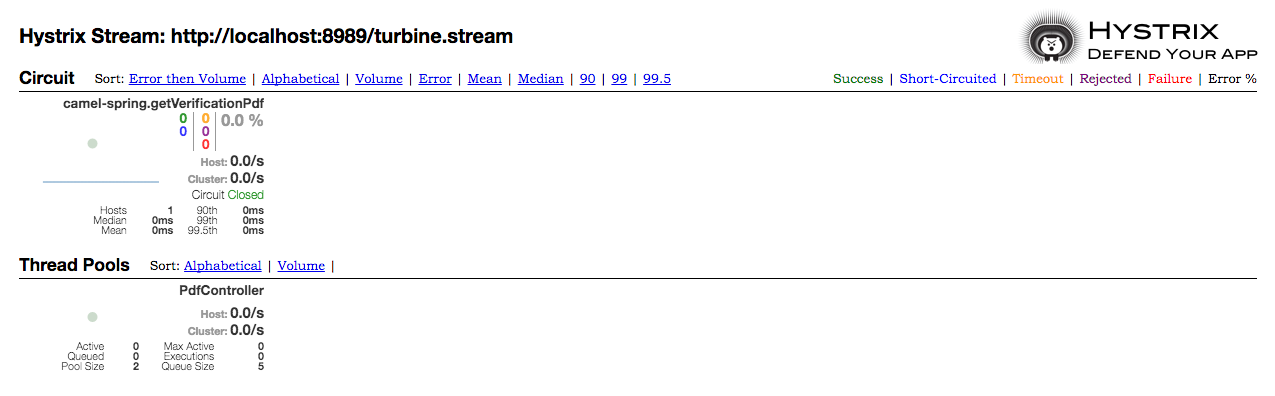 Hystrix Stream: http://localhost:8989/turbine.stream
HYSTRIX
DEFEND YOUR APP
Circuit Sort: Error then Volume | Alphabetical | Volume | Error | Mean | Median | 90 | 99 | 99.5
Success | Short-Circuited | Timeout | Rejected | Failure | Error %
camel-spring.getVerificationPdf
0 0 0.0 %
0 0
0
Host: 0.0/s
Cluster: 0.0/s
Circuit Closed
Hosts 1 90th 0ms
Median 0ms 99th 0ms
Mean 0ms 99.5th 0ms
Thread Pools Sort: Alphabetical | Volume |
PdfController
Host: 0.0/s
Cluster: 0.0/s
Active 0 Max Active 0
Queued 0 Executions 0
Pool Size 2 Queue Size 5